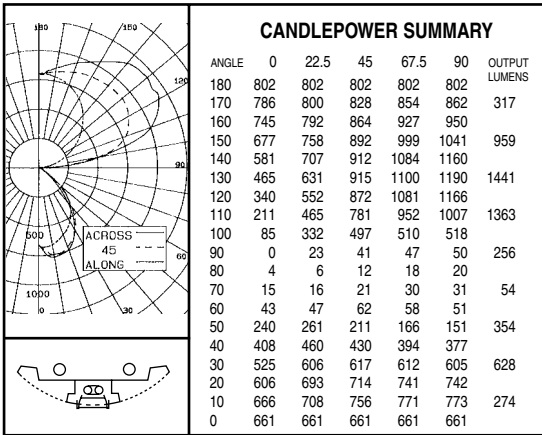 180
150
120
90
60
30
0
500
1000
ACROSS
45
ALONG
CANDLEPOWER SUMMARY
ANGLE 0 22.5 45 67.5 90 OUTPUT LUMENS
180 802 802 802 802 802
170 786 800 828 854 862 317
160 745 792 864 927 950
150 677 758 892 999 1041 959
140 581 707 912 1084 1160
130 465 631 915 1100 1190 1441
120 340 552 872 1081 1166
110 211 465 781 952 1007 1363
100 85 332 497 510 518
90 0 23 41 47 50 256
80 4 6 12 18 20
70 15 16 21 30 31 54
60 43 47 62 58 51
50 240 261 211 166 151 354
40 408 460 430 394 377
30 525 606 617 612 605 628
20 606 693 714 741 742
10 666 708 756 771 773 274
0 661 661 661 661 661